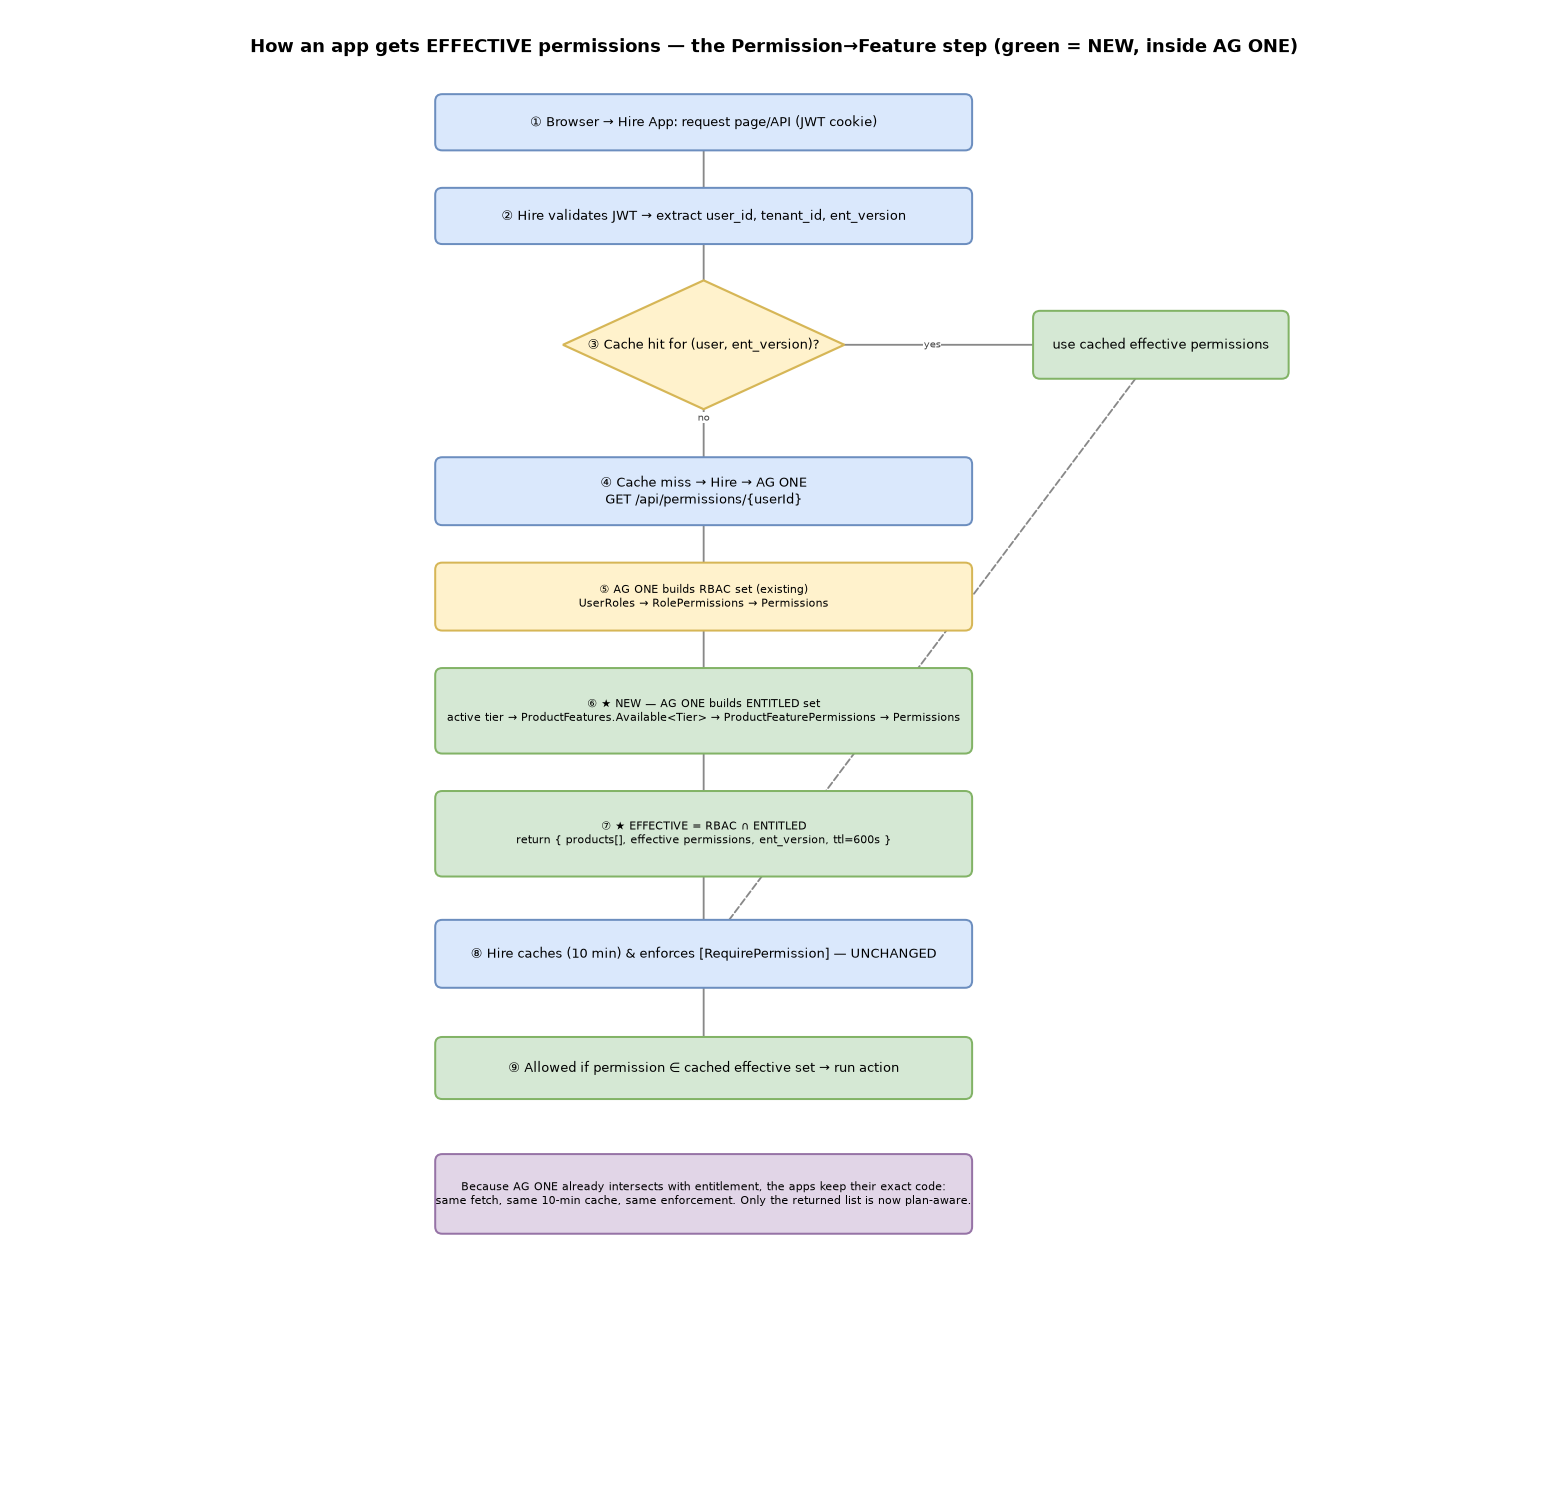 How an app gets EFFECTIVE permissions — the Permission→Feature step (green = NEW, inside AG ONE)
① Browser → Hire App: request page/API (JWT cookie)
② Hire validates JWT → extract user_id, tenant_id, ent_version
③ Cache hit for (user, ent_version)?
yes
use cached effective permissions
no
④ Cache miss → Hire → AG ONE
GET /api/permissions/{userId}
⑤ AG ONE builds RBAC set (existing)
UserRoles → RolePermissions → Permissions
⑥ ★ NEW — AG ONE builds ENTITLED set
active tier → ProductFeatures.Available<Tier> → ProductFeaturePermissions → Permissions
⑦ ★ EFFECTIVE = RBAC ∩ ENTITLED
return { products[], effective permissions, ent_version, ttl=600s }
⑧ Hire caches (10 min) & enforces [RequirePermission] — UNCHANGED
⑨ Allowed if permission ∈ cached effective set → run action
Because AG ONE already intersects with entitlement, the apps keep their exact code:
same fetch, same 10-min cache, same enforcement. Only the returned list is now plan-aware.